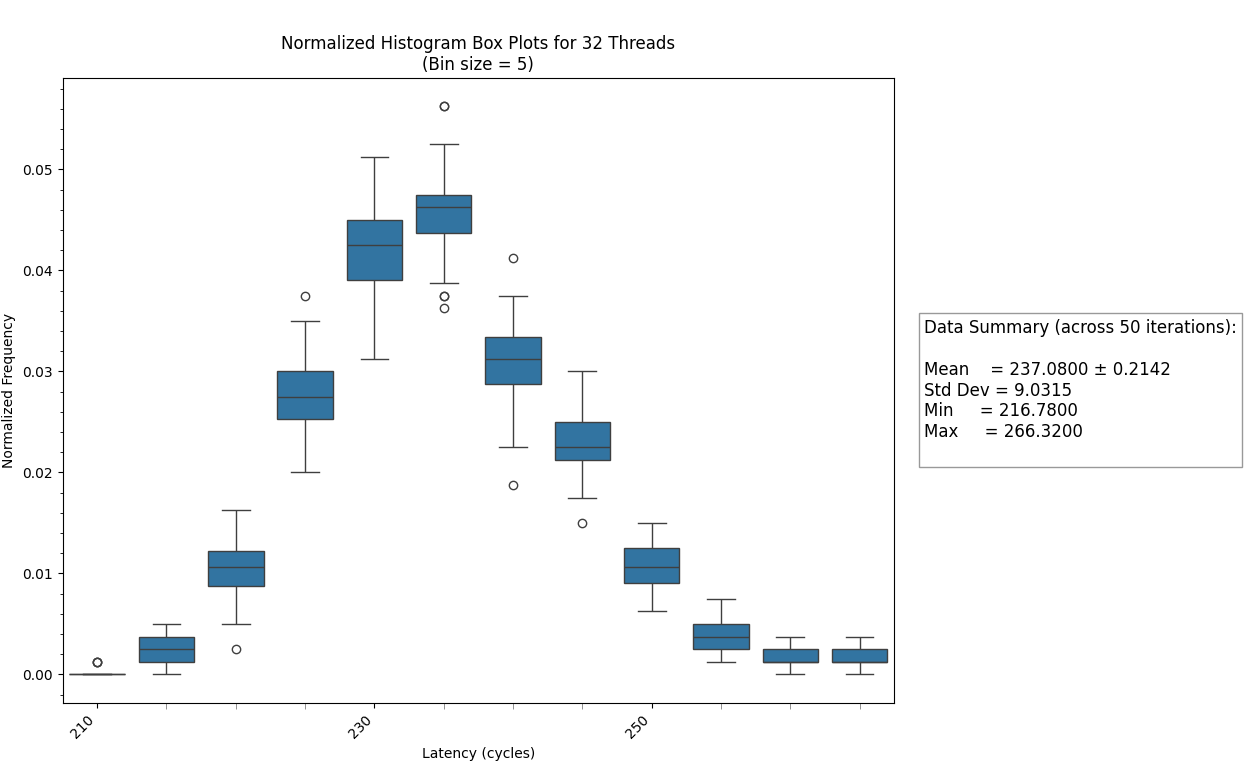 Normalized Histogram Box Plots for 32 Threads
(Bin size = 5)
Normalized Frequency
0.05
0.04
0.03
0.02
0.01
0.00
210
230
250
Latency (cycles)
Data Summary (across 50 iterations):
Mean = 237.0800 ± 0.2142
Std Dev = 9.0315
Min = 216.7800
Max = 266.3200